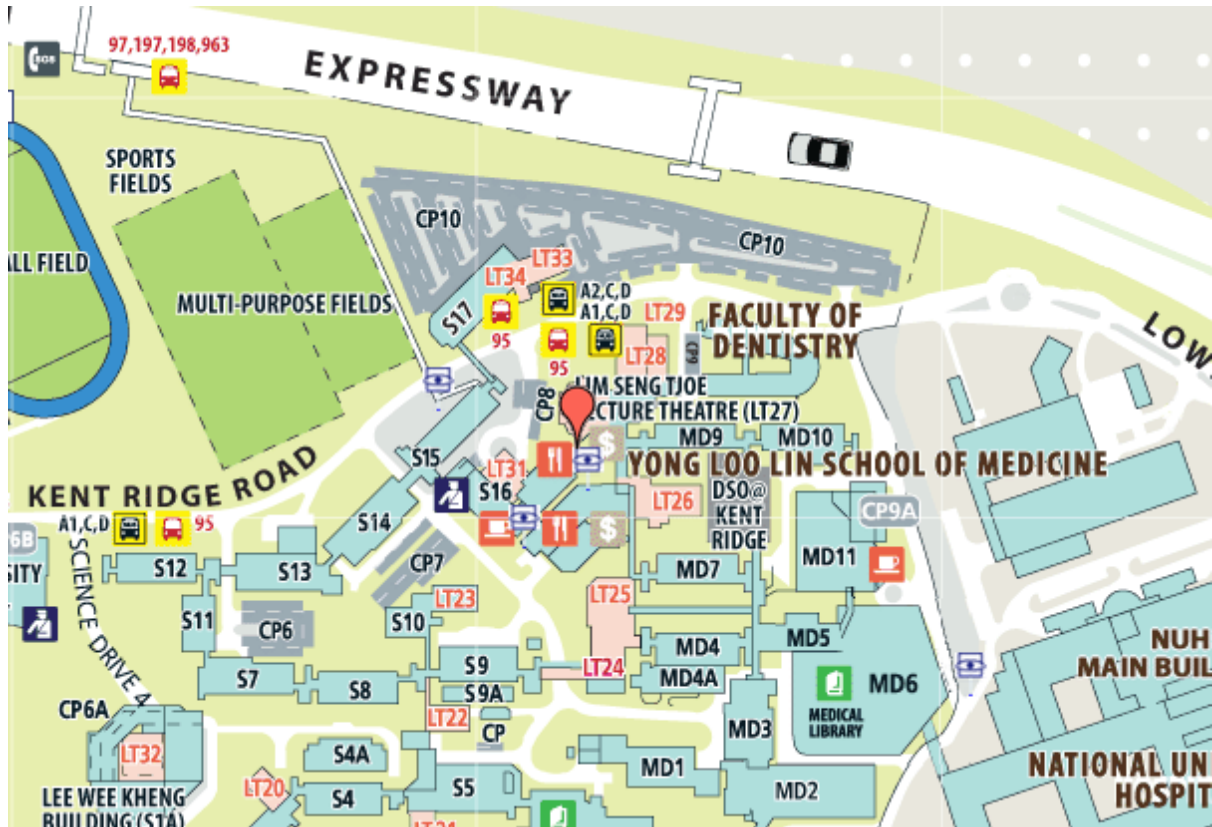 97,197,198,963
SOS
EXPRESSWAY
SPORTS
FIELDS
CP10
CP10
ALL FIELD
LT33
LT34
MULTI-PURPOSE FIELDS
S17
A2,C,D
A1,C,D
LT29
FACULTY OF
DENTISTRY
95
95
LT28
CP9
LOW
LIM SENG TJOE
LECTURE THEATRE (LT27)
CP8
$
MD9
MD10
S15
LT31
YONG LOO LIN SCHOOL OF MEDICINE
KENT RIDGE ROAD
S16
LT26
DSO@
KENT
RIDGE
CP9A
A1,C,D
95
S14
$
6B
SITY
SCIENCE DRIVE 4
S12
S13
CP7
MD7
MD11
LT23
LT25
S11
CP6
S10
MD4
MD5
NUH
MAIN BUIL
S7
S8
S9
LT24
MD4A
MD6
S9A
CP6A
LT22
CP
MD3
MEDICAL
LIBRARY
LT32
S4A
MD1
NATIONAL UN
HOSPIT
LT20
S4
S5
MD2
LEE WEE KHENG
BUILDING (S1A)
LT21